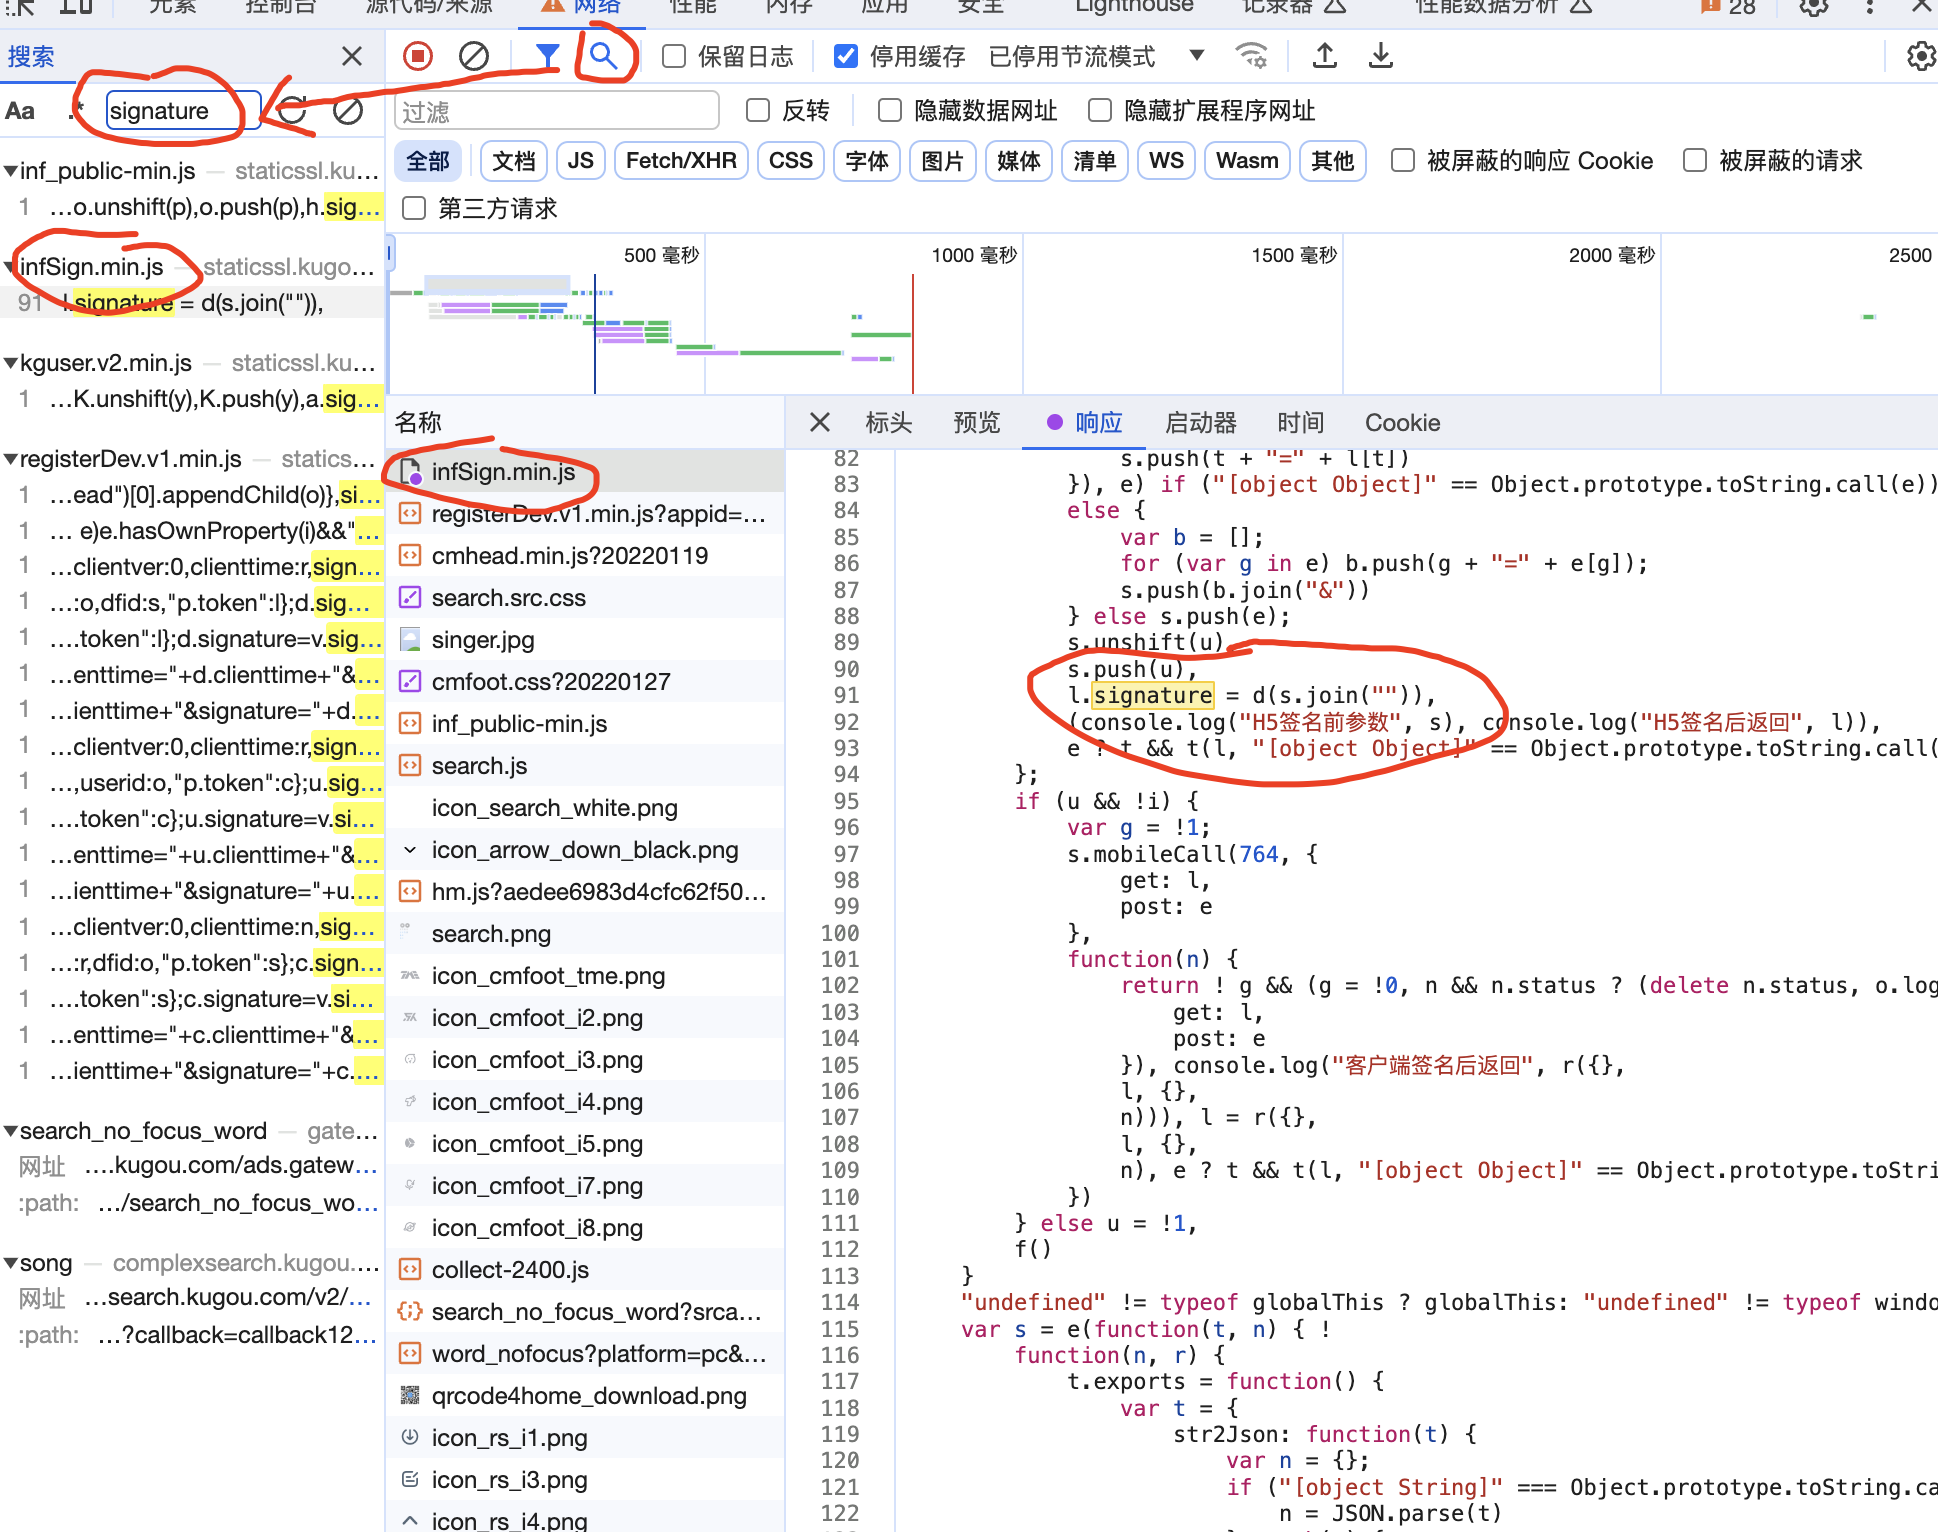 元素 控制台 源代码/来源 网络 性能 内存 应用 安全 Lighthouse 记录器 性能数据分析 28
搜索
保留日志 停用缓存 已停用节流模式
Aa .* signature
过滤 反转 隐藏数据网址 隐藏扩展程序网址
全部 文档 JS Fetch/XHR CSS 字体 图片 媒体 清单 WS Wasm 其他 被屏蔽的响应 Cookie 被屏蔽的请求
第三方请求
500 毫秒 1000 毫秒 1500 毫秒 2000 毫秒 2500
inf_public-min.js — staticssl.ku…
1 …o.unshift(p),o.push(p),h.sig…
infSign.min.js — staticssl.kugo…
91 l.signature = d(s.join("")),
kguser.v2.min.js — staticssl.ku…
1 …K.unshift(y),K.push(y),a.sig…
registerDev.v1.min.js — statics…
1 …ead")[0].appendChild(o)},si…
1 … e)e.hasOwnProperty(i)&&"…
1 …clientver:0,clienttime:r,sign…
1 …:o,dfid:s,"p.token":l};d.sig…
1 ….token":l};d.signature=v.sig…
1 …enttime="+d.clienttime+"&…
1 …ienttime+"&signature="+d.…
1 …clientver:0,clienttime:r,sign…
1 …,userid:o,"p.token":c};u.sig…
1 ….token":c};u.signature=v.si…
1 …enttime="+u.clienttime+"&…
1 …ienttime+"&signature="+u.…
1 …clientver:0,clienttime:n,sig…
1 …:r,dfid:o,"p.token":s};c.sign…
1 ….token":s};c.signature=v.si…
1 …enttime="+c.clienttime+"&…
1 …ienttime+"&signature="+c.…
search_no_focus_word — gate…
网址 ….kugou.com/ads.gatew…
:path: …/search_no_focus_wo…
song — complexsearch.kugou.…
网址 …search.kugou.com/v2/…
:path: …?callback=callback12…
名称
infSign.min.js
registerDev.v1.min.js?appid=…
cmhead.min.js?20220119
search.src.css
singer.jpg
cmfoot.css?20220127
inf_public-min.js
search.js
icon_search_white.png
icon_arrow_down_black.png
hm.js?aedee6983d4cfc62f50…
search.png
icon_cmfoot_tme.png
icon_cmfoot_i2.png
icon_cmfoot_i3.png
icon_cmfoot_i4.png
icon_cmfoot_i5.png
icon_cmfoot_i7.png
icon_cmfoot_i8.png
collect-2400.js
search_no_focus_word?srca…
word_nofocus?platform=pc&…
qrcode4home_download.png
icon_rs_i1.png
icon_rs_i3.png
icon_rs_i4.png
标头 预览 响应 启动器 时间 Cookie
82 s.push(t + "=" + l[t])
83 }), e) if ("[object Object]" == Object.prototype.toString.call(e))
84 else {
85 var b = [];
86 for (var g in e) b.push(g + "=" + e[g]);
87 s.push(b.join("&"))
88 } else s.push(e);
89 s.unshift(u),
90 s.push(u),
91 l.signature = d(s.join("")),
92 (console.log("H5签名前参数", s), console.log("H5签名后返回", l)),
93 e ? t && t(l, "[object Object]" == Object.prototype.toString.call(
94 };
95 if (u && !i) {
96 var g = !1;
97 s.mobileCall(764, {
98 get: l,
99 post: e
100 },
101 function(n) {
102 return ! g && (g = !0, n && n.status ? (delete n.status, o.log
103 get: l,
104 post: e
105 }), console.log("客户端签名后返回", r({},
106 l, {},
107 n))), l = r({},
108 l, {},
109 n), e ? t && t(l, "[object Object]" == Object.prototype.toStri
110 })
111 } else u = !1,
112 f()
113 }
114 "undefined" != typeof globalThis ? globalThis: "undefined" != typeof windo
115 var s = e(function(t, n) { !
116 function(n, r) {
117 t.exports = function() {
118 var t = {
119 str2Json: function(t) {
120 var n = {};
121 if ("[object String]" === Object.prototype.toString.ca
122 n = JSON.parse(t)